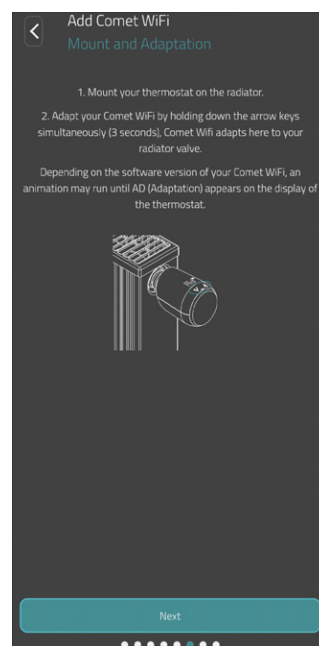 Add Comet WiFi
Mount and Adaptation
1. Mount your thermostat on the radiator.
2. Adapt your Comet WiFi by holding down the arrow keys
simultaneously (3 seconds), Comet Wifi adapts here to your
radiator valve.
Depending on the software version of your Comet WiFi, an
animation may run until AD (Adaptation) appears on the display of
the thermostat.
Next